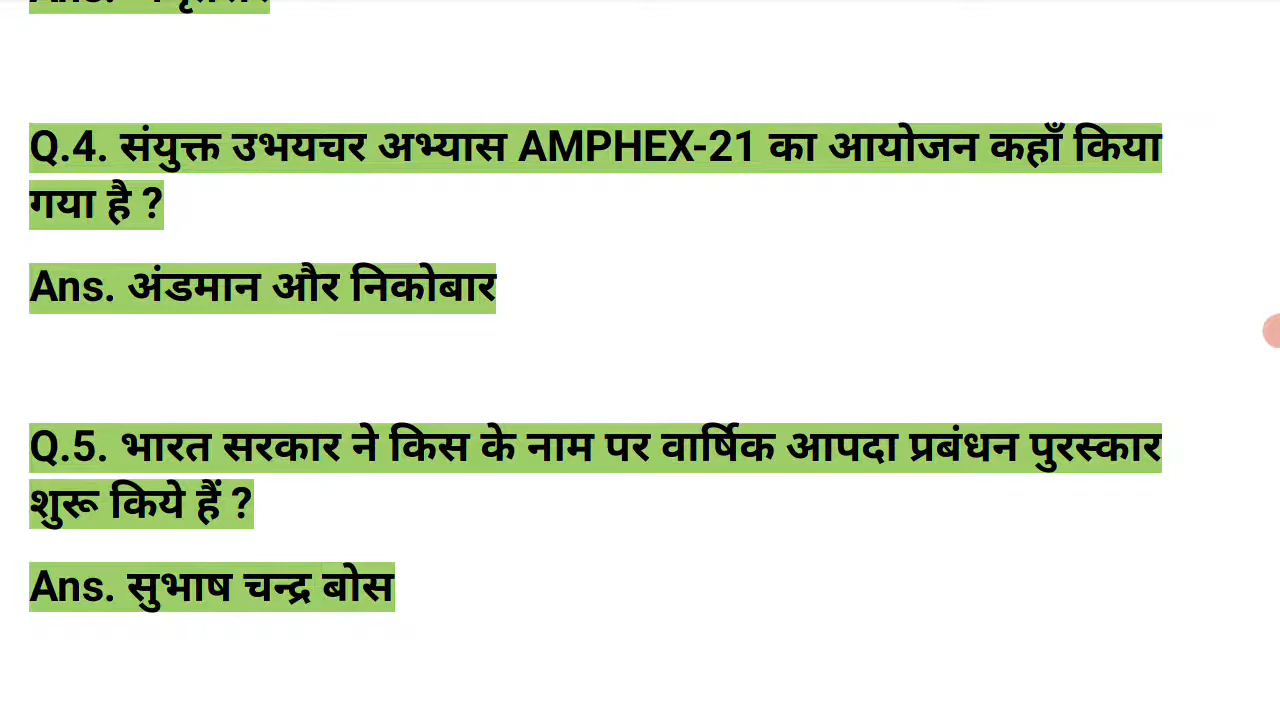 Q.4. संयुक्त उभयचर अभ्यास AMPHEX-21 का आयोजन कहाँ किया
गया है ?
Ans. अंडमान और निकोबार
Q.5. भारत सरकार ने किस के नाम पर वार्षिक आपदा प्रबंधन पुरस्कार
शुरू किये हैं ?
Ans. सुभाष चन्द्र बोस